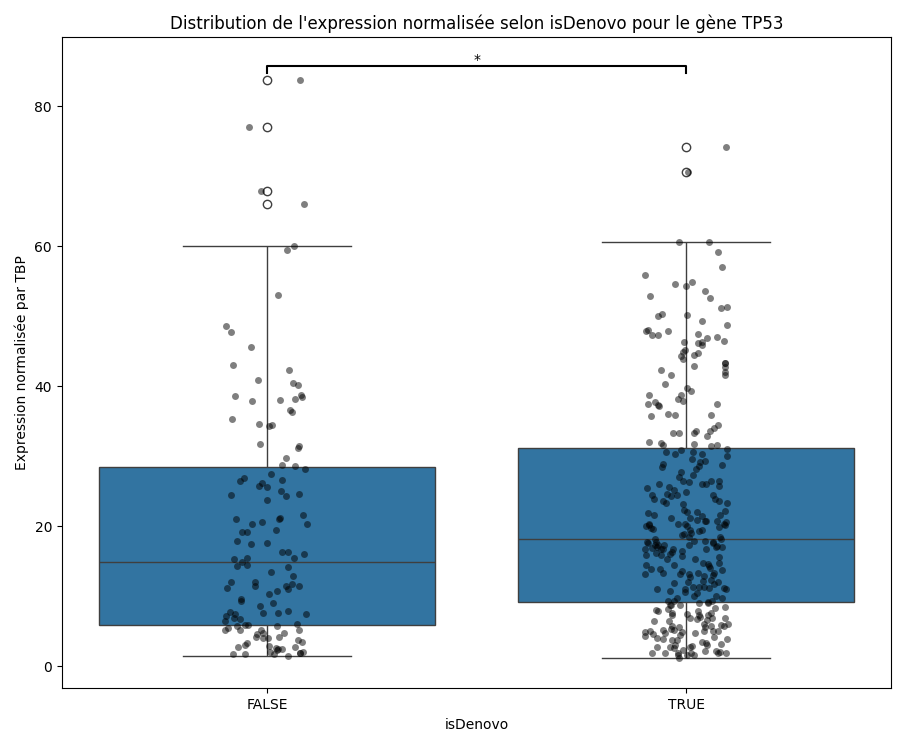 Distribution de l'expression normalisée selon isDenovo pour le gène TP53
*
Expression normalisée par TBP
80
60
40
20
0
FALSE TRUE
isDenovo